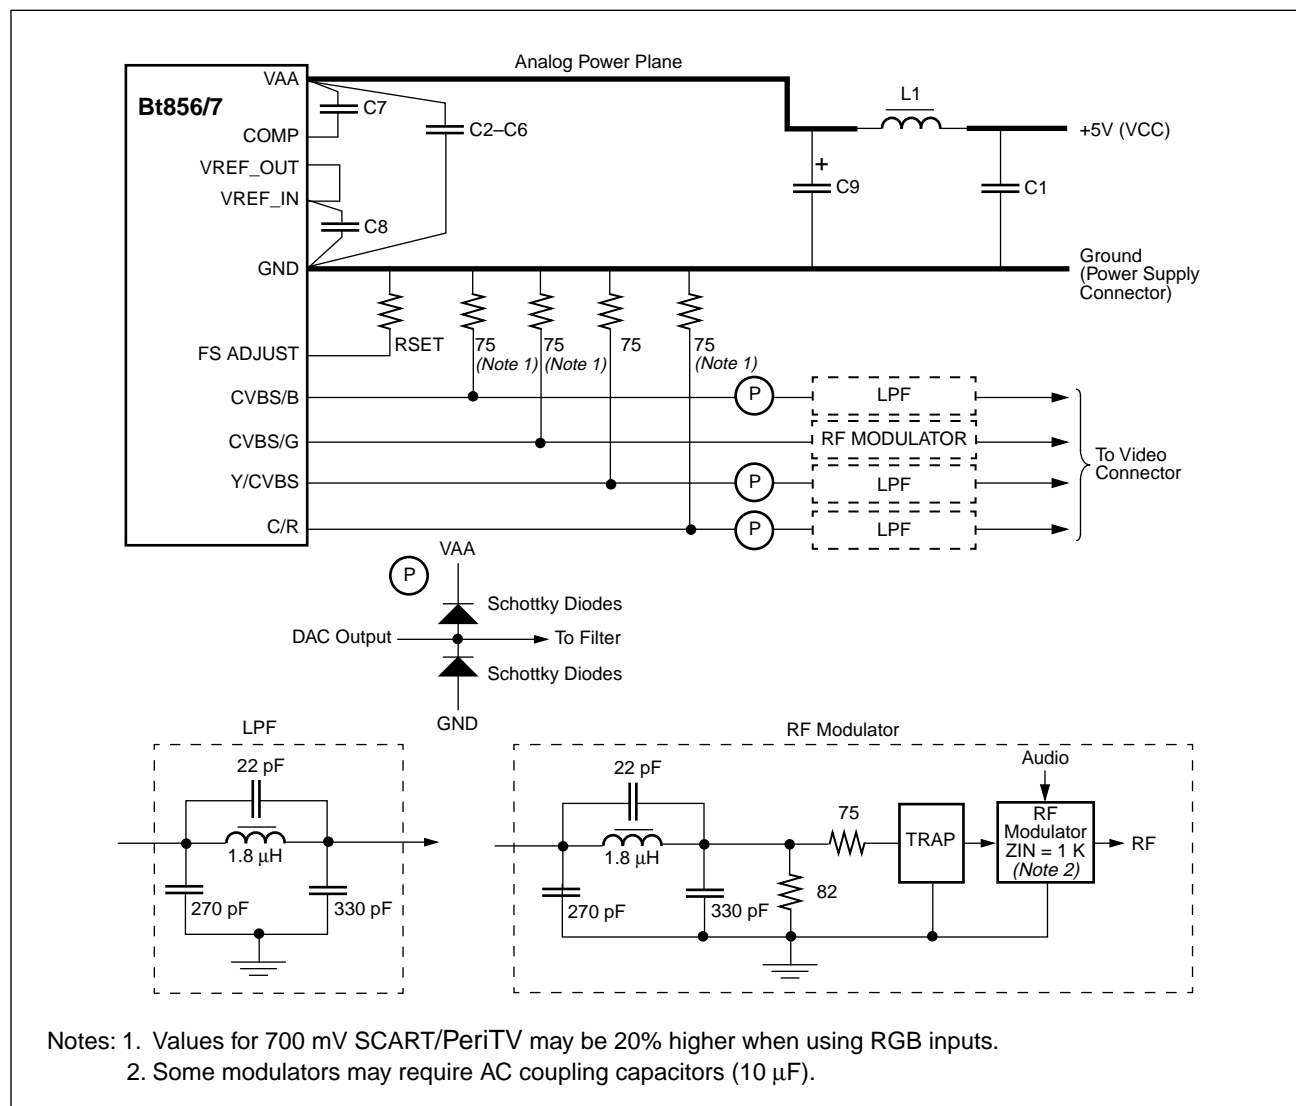 Analog Power Plane
Bt856/7
VAA
COMP
VREF_OUT
VREF_IN
GND
FS ADJUST
CVBS/B
CVBS/G
Y/CVBS
C/R
C7
C2–C6
C8
L1
+5V (VCC)
+
C9
C1
Ground
(Power Supply
Connector)
RSET
75
(Note 1)
75
(Note 1)
75
75
(Note 1)
P
LPF
RF MODULATOR
P
LPF
P
LPF
To Video
Connector
P
VAA
Schottky Diodes
DAC Output
To Filter
Schottky Diodes
GND
LPF
22 pF
1.8 μH
270 pF
330 pF
RF Modulator
22 pF
1.8 μH
270 pF
330 pF
75
82
TRAP
Audio
RF
Modulator
ZIN = 1 K
(Note 2)
RF
Notes: 1. Values for 700 mV SCART/PeriTV may be 20% higher when using RGB inputs.
2. Some modulators may require AC coupling capacitors (10 μF).